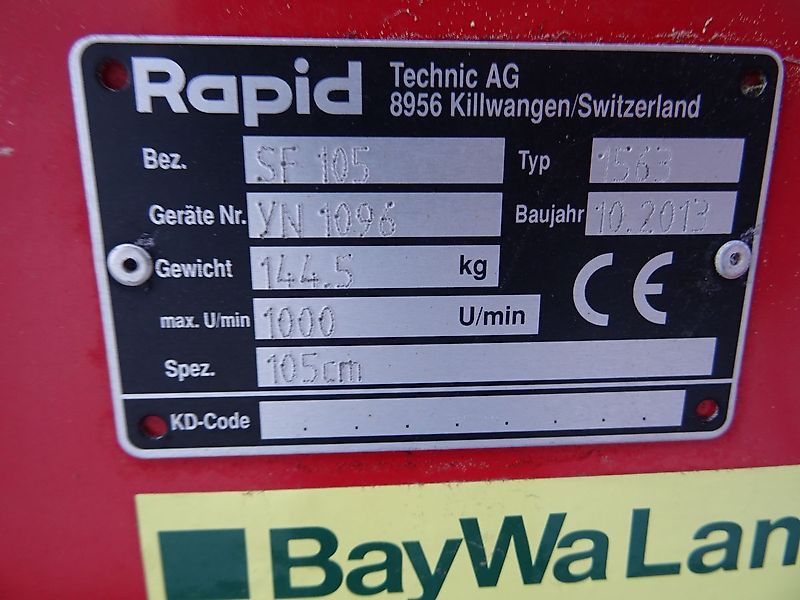 Rapid Technic AG
8956 Killwangen/Switzerland
Bez. SF 105 Typ 1563
Geräte Nr. YN 1096 Baujahr 10.2013
Gewicht 144.5 kg CE
max. U/min 1000 U/min
Spez. 105cm
KD-Code . . . . . . . .
BayWa Lan